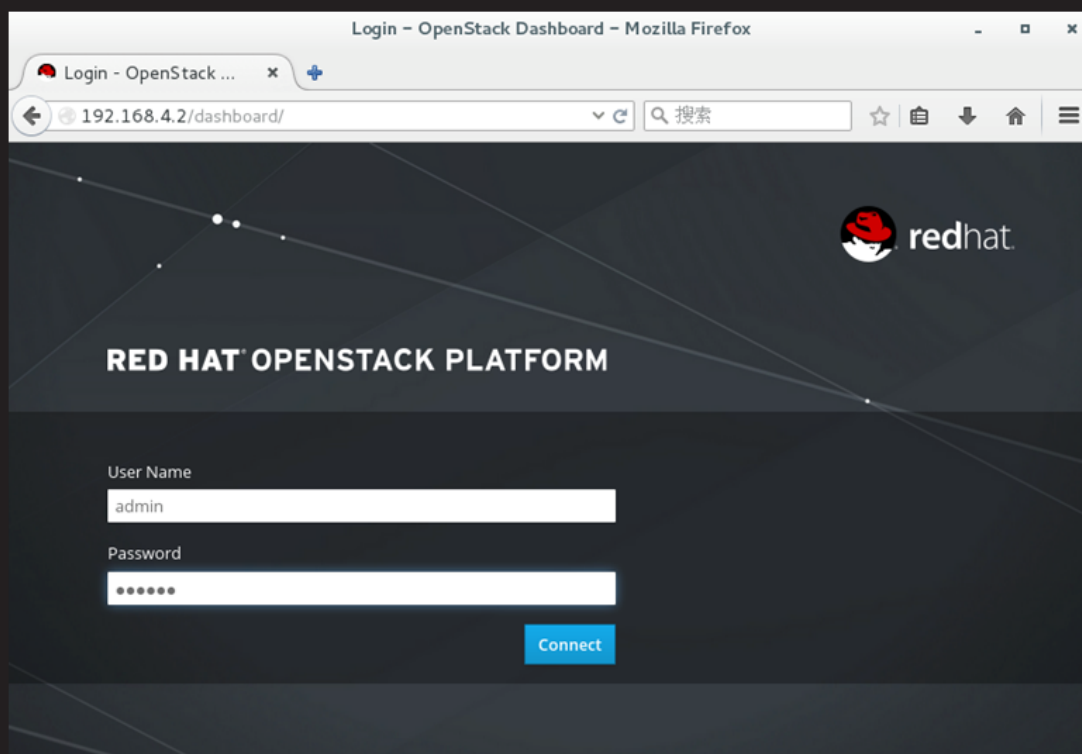 Login - OpenStack Dashboard - Mozilla Firefox
Login - OpenStack ...
192.168.4.2/dashboard/
搜索
redhat.
RED HAT® OPENSTACK PLATFORM
User Name
admin
Password
••••••
Connect